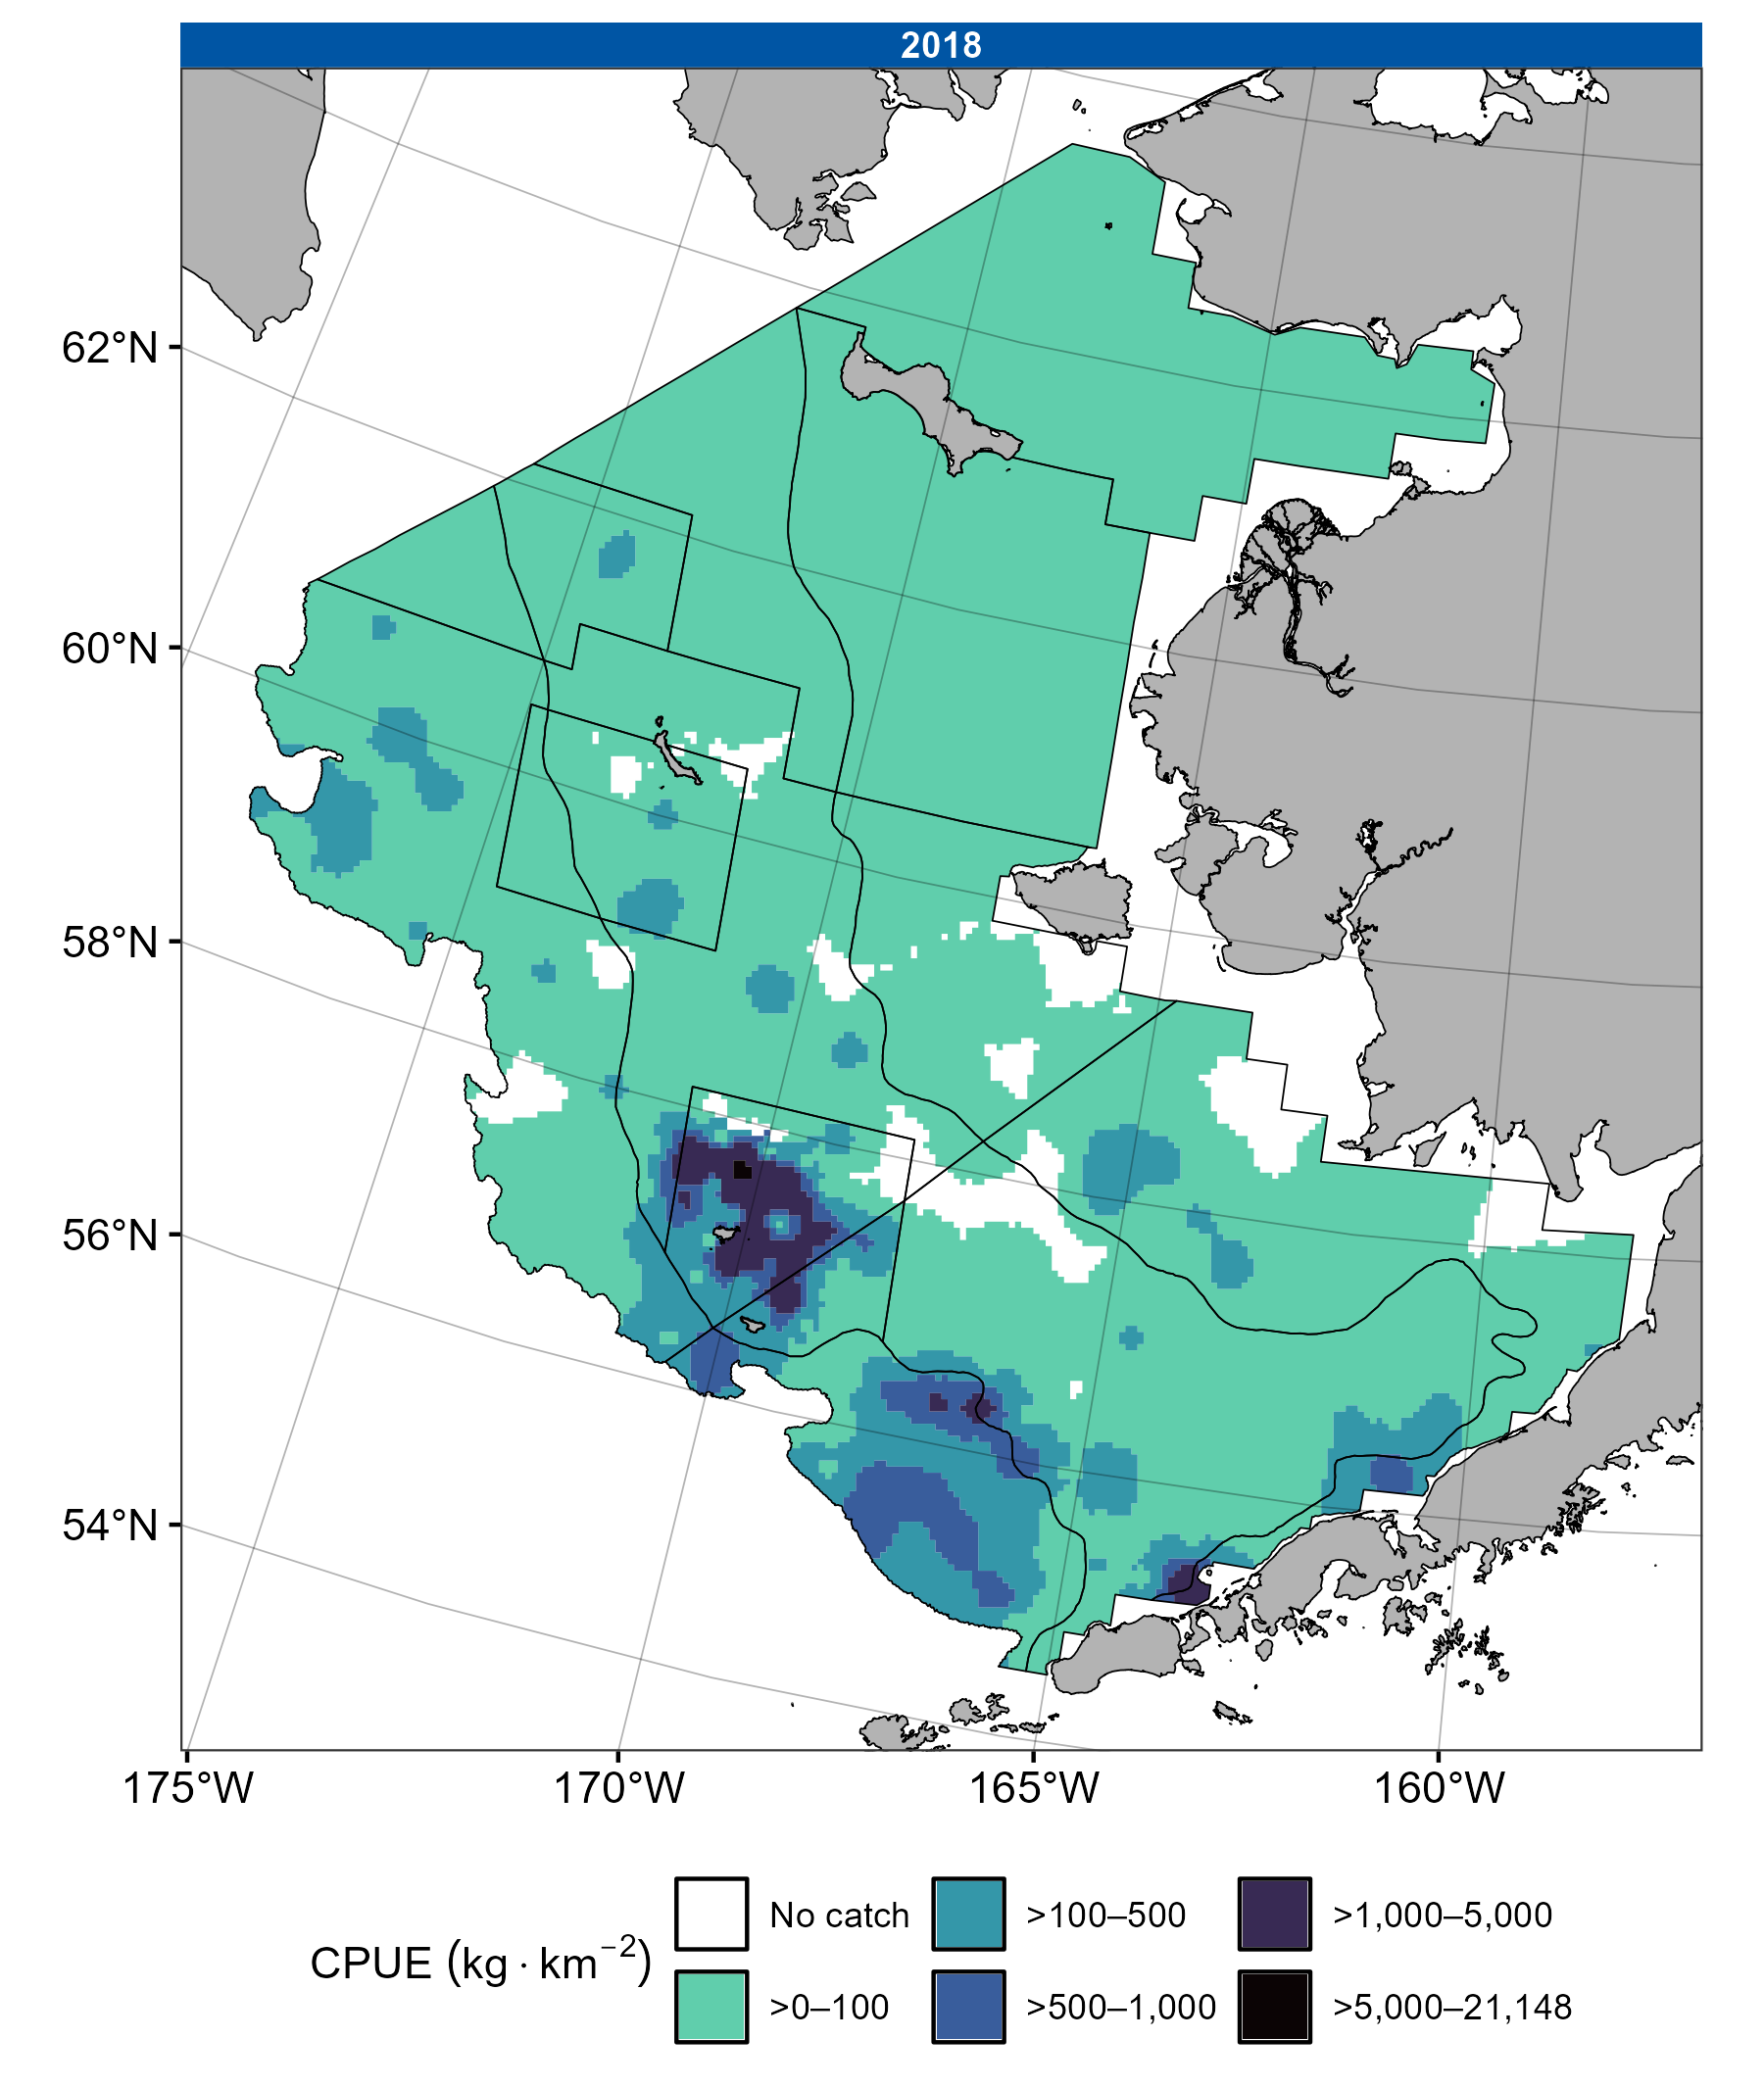 2018
62°N
60°N
58°N
56°N
54°N
175°W 170°W 165°W 160°W
CPUE (kg · km⁻²)
No catch >100–500 >1,000–5,000
>0–100 >500–1,000 >5,000–21,148